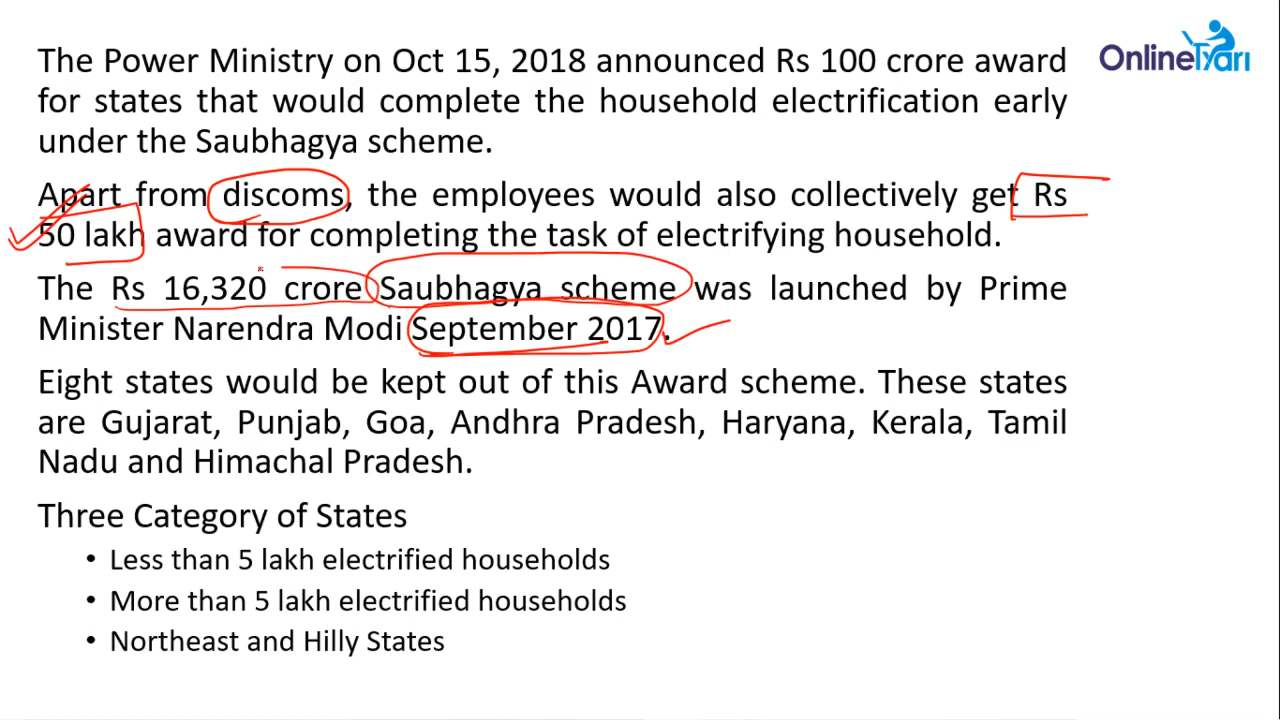 OnlineTyari
The Power Ministry on Oct 15, 2018 announced Rs 100 crore award
for states that would complete the household electrification early
under the Saubhagya scheme.
Apart from discoms, the employees would also collectively get Rs
50 lakh award for completing the task of electrifying household.
The Rs 16,320 crore Saubhagya scheme was launched by Prime
Minister Narendra Modi September 2017.
Eight states would be kept out of this Award scheme. These states
are Gujarat, Punjab, Goa, Andhra Pradesh, Haryana, Kerala, Tamil
Nadu and Himachal Pradesh.
Three Category of States
• Less than 5 lakh electrified households
• More than 5 lakh electrified households
• Northeast and Hilly States